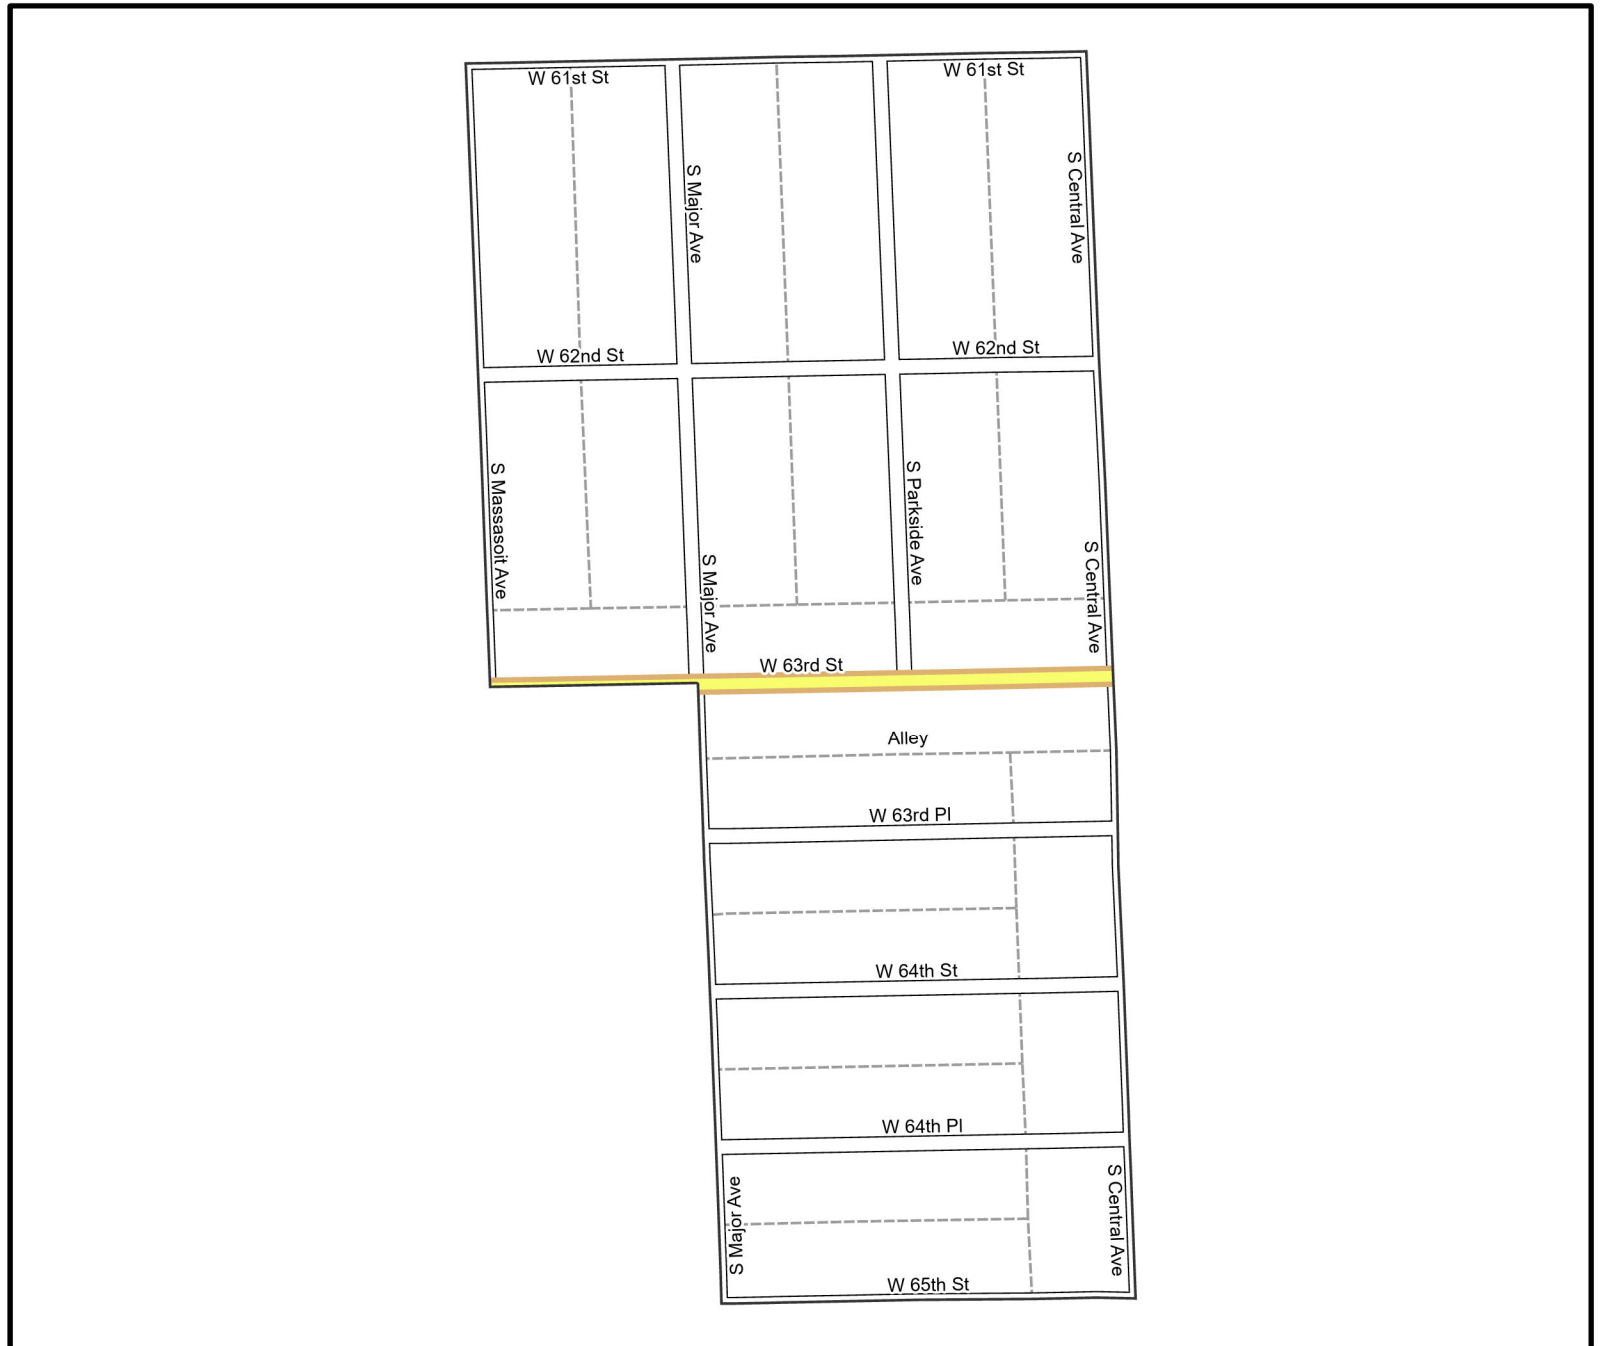 W 61st St
W 61st St
S Central Ave
S Major Ave
W 62nd St
W 62nd St
S Massasoit Ave
S Parkside Ave
S Central Ave
S Major Ave
W 63rd St
Alley
W 63rd Pl
W 64th St
W 64th Pl
S Major Ave
S Central Ave
W 65th St